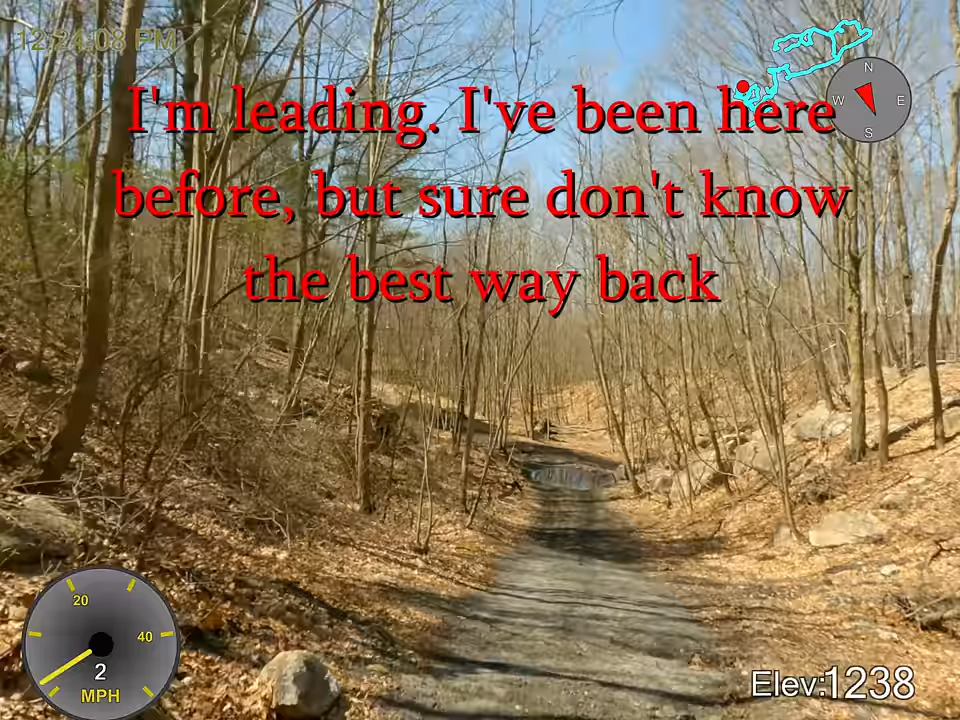 12:24:08 PM
N
W E
S
I'm leading. I've been here
before, but sure don't know
the best way back
20
40
2
MPH
Elev:1238